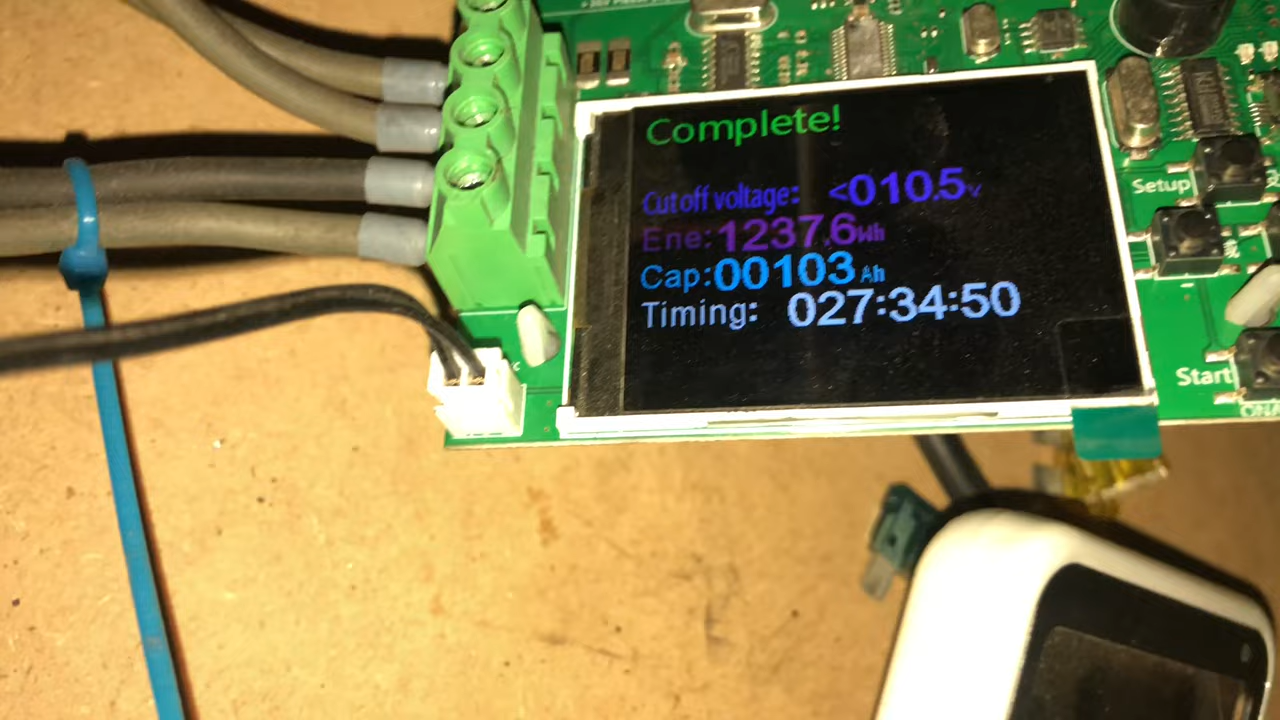 Complete!
Cut off voltage: <010.5v
Ene:1237.6Wh
Cap:00103Ah
Timing: 027:34:50
Setup
Start